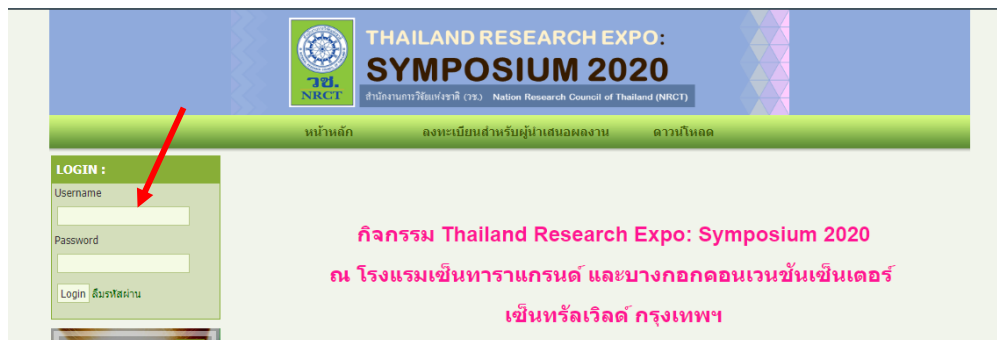 THAILAND RESEARCH EXPO:
SYMPOSIUM 2020
วช.
NRCT
สำนักงานการวิจัยแห่งชาติ (วช.) Nation Research Council of Thailand (NRCT)
หน้าหลัก ลงทะเบียนสำหรับผู้นำเสนอผลงาน ดาวน์โหลด
LOGIN :
Username
Password
Login ลืมรหัสผ่าน
กิจกรรม Thailand Research Expo: Symposium 2020
ณ โรงแรมเซ็นทาราแกรนด์ และบางกอกคอนเวนชันเซ็นเตอร์
เซ็นทรัลเวิลด์ กรุงเทพฯ